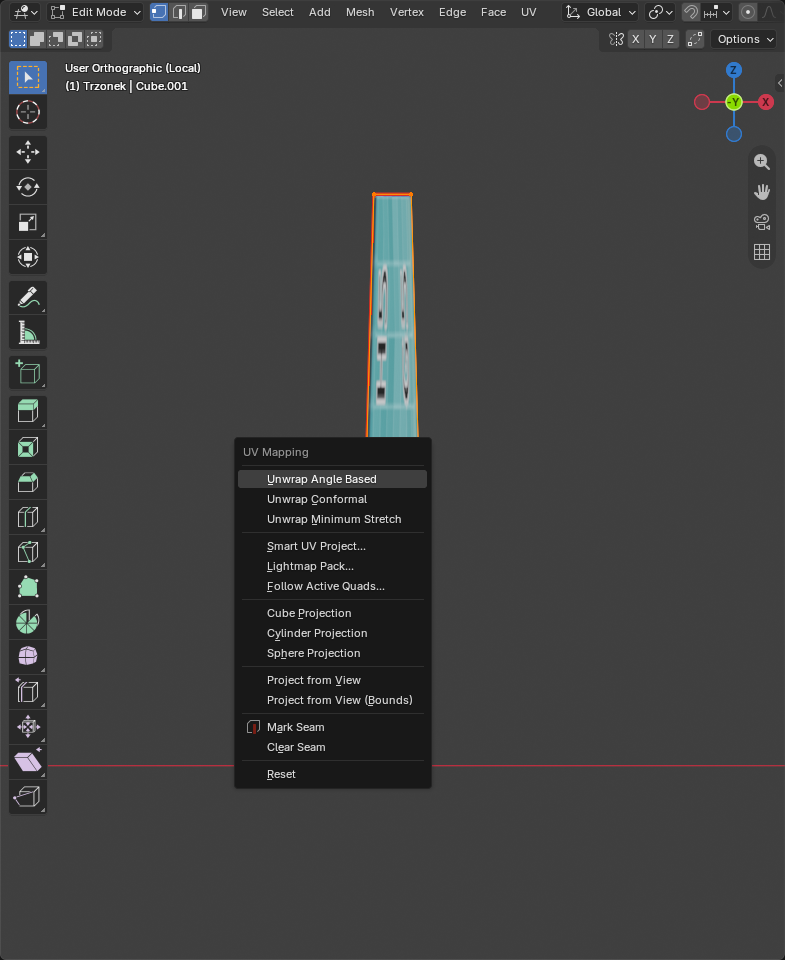 Edit Mode View Select Add Mesh Vertex Edge Face UV Global
X Y Z Options
User Orthographic (Local)
(1) Trzonek | Cube.001
Z
-Y X
UV Mapping
Unwrap Angle Based
Unwrap Conformal
Unwrap Minimum Stretch
Smart UV Project...
Lightmap Pack...
Follow Active Quads...
Cube Projection
Cylinder Projection
Sphere Projection
Project from View
Project from View (Bounds)
Mark Seam
Clear Seam
Reset